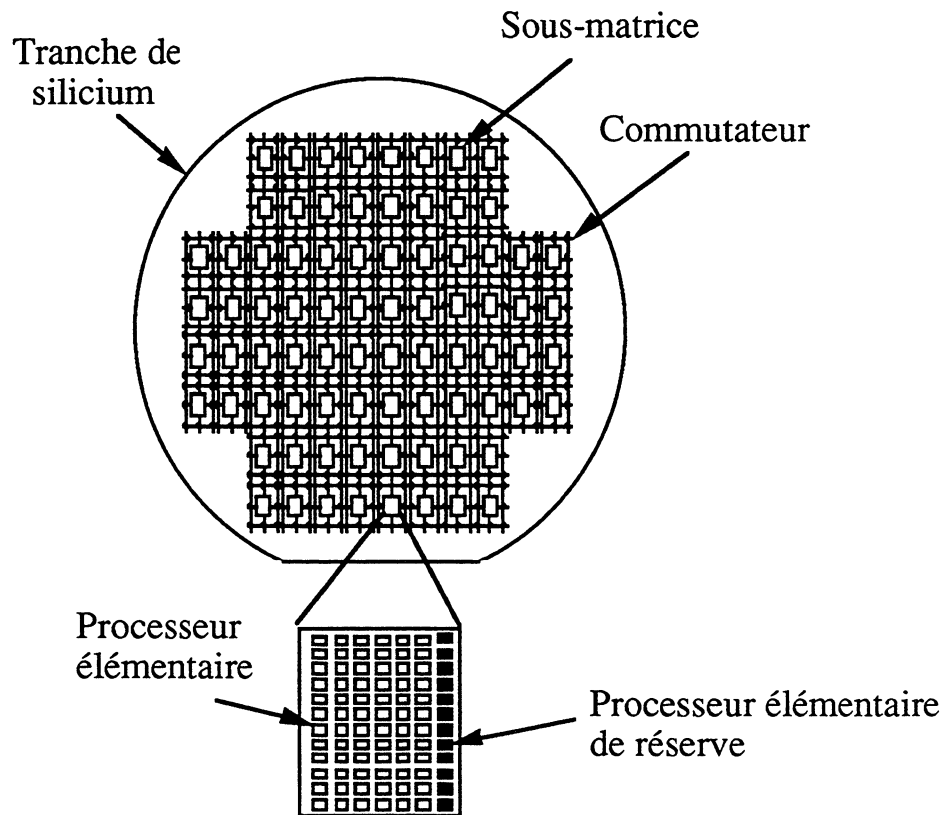 Sous-matrice
Tranche de
silicium
Commutateur
Processeur
élémentaire
Processeur élémentaire
de réserve